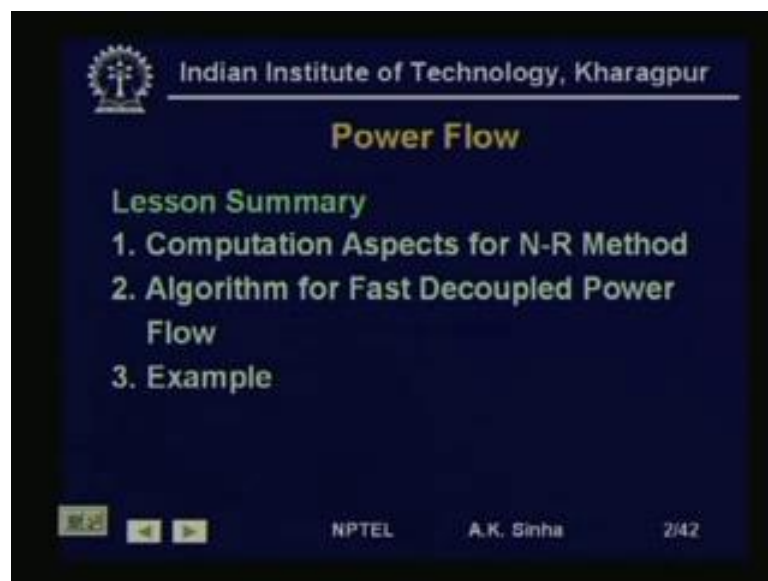 Indian Institute of Technology, Kharagpur
Power Flow
Lesson Summary
1. Computation Aspects for N-R Method
2. Algorithm for Fast Decoupled Power
Flow
3. Example
NPTEL A.K. Sinha 2/42